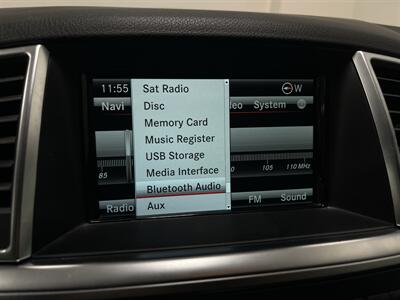 11:55
W
Navi
deo
System
Sat Radio
Disc
Memory Card
Music Register
USB Storage
Media Interface
Bluetooth Audio
Aux
85
105
110 MHz
Radio
FM
Sound